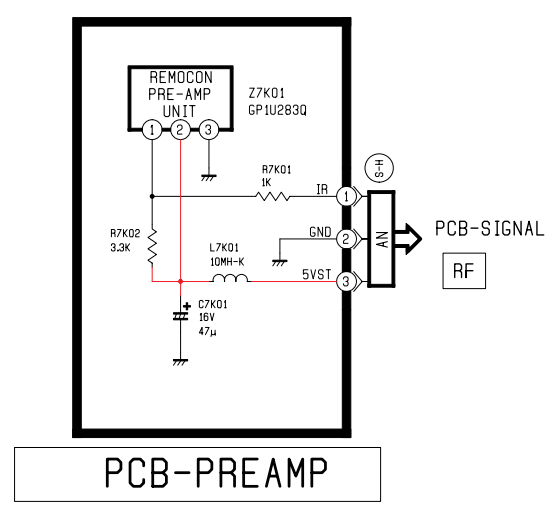 REMOCON
PRE-AMP
UNIT
1 2 3
Z7K01
GP1U283Q
S-H
R7K01
1K
IR
1
R7K02
3.3K
GND
2
AN
PCB-SIGNAL
RF
L7K01
10MH-K
5VST
3
+
C7K01
16V
47µ
PCB-PREAMP